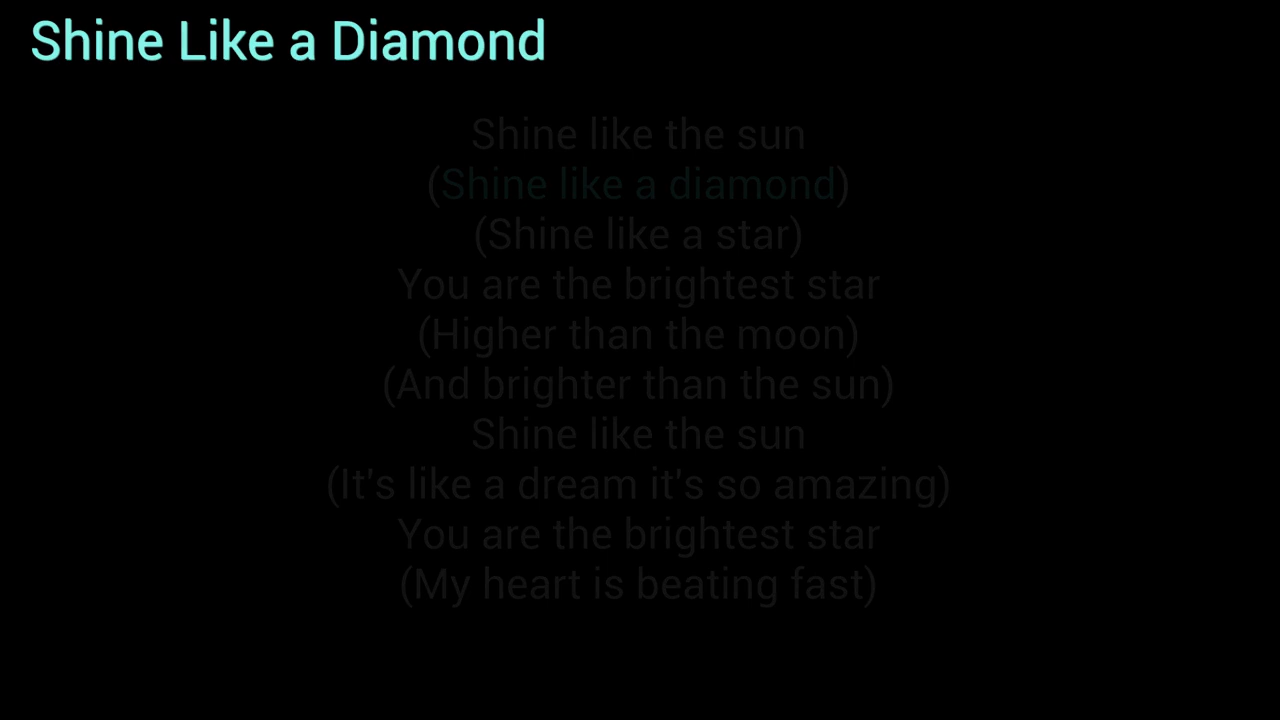 Shine Like a Diamond
Shine like the sun
(Shine like a diamond)
(Shine like a star)
You are the brightest star
(Higher than the moon)
(And brighter than the sun)
Shine like the sun
(It's like a dream it's so amazing)
You are the brightest star
(My heart is beating fast)